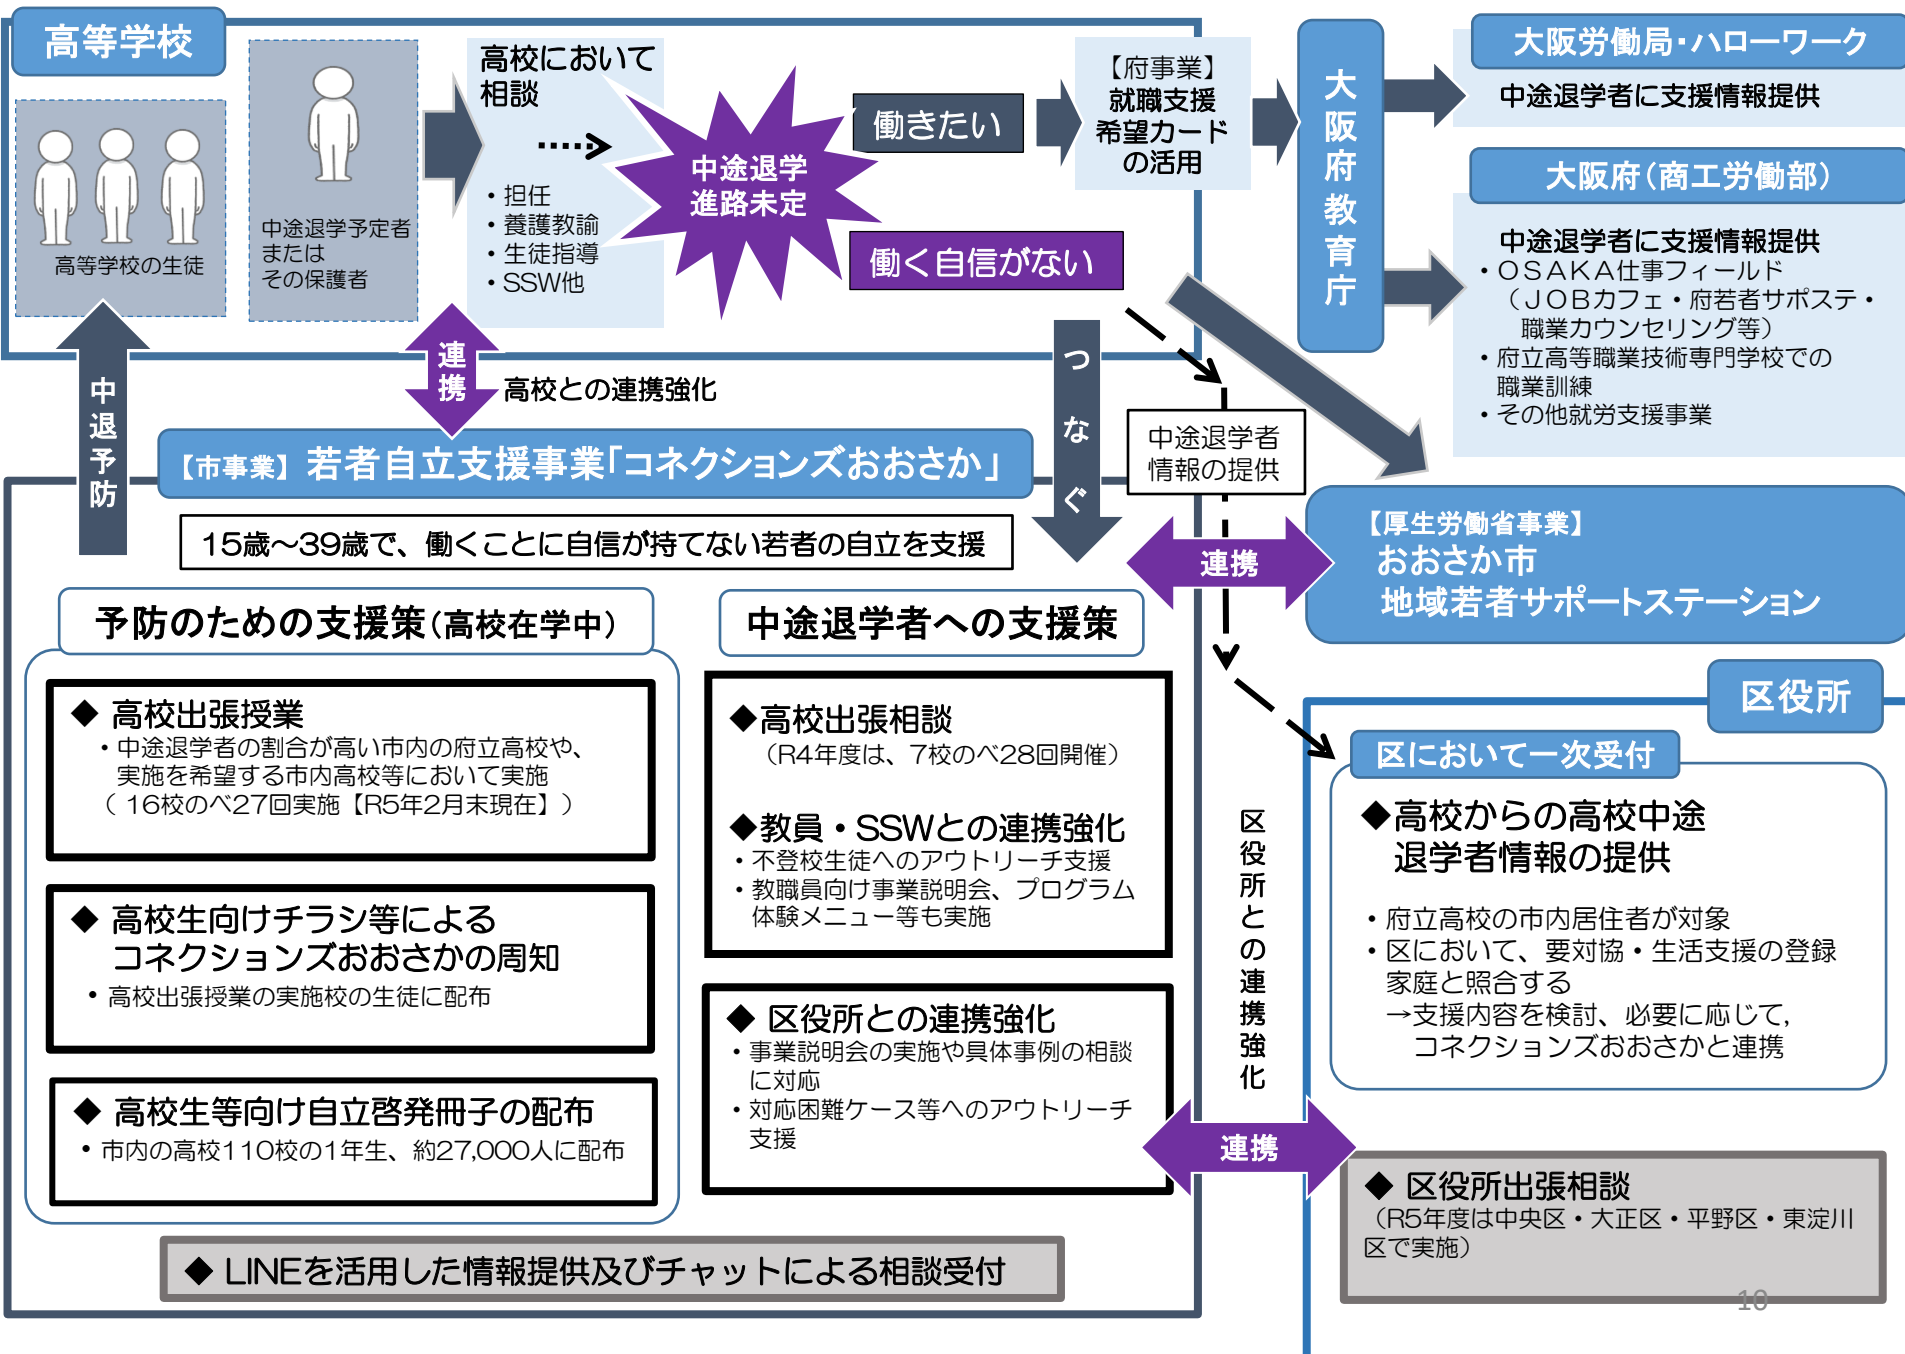 高等学校
高等学校の生徒
中途退学予定者
または
その保護者
高校において
相談
・担任
・養護教諭
・生徒指導
・SSW他
中途退学
進路未定
働きたい
働く自信がない
【府事業】
就職支援
希望カード
の活用
大阪府教育庁
大阪労働局・ハローワーク
中途退学者に支援情報提供
大阪府（商工労働部）
中途退学者に支援情報提供
・ＯＳＡＫＡ仕事フィールド
（ＪＯＢカフェ・府若者サポステ・
職業カウンセリング等）
・府立高等職業技術専門学校での
職業訓練
・その他就労支援事業
中退予防
連携
高校との連携強化
つなぐ
中途退学者
情報の提供
【市事業】若者自立支援事業「コネクションズおおさか」
15歳～39歳で、働くことに自信が持てない若者の自立を支援
連携
【厚生労働省事業】
おおさか市
地域若者サポートステーション
予防のための支援策（高校在学中）
◆ 高校出張授業
・中途退学者の割合が高い市内の府立高校や、
実施を希望する市内高校等において実施
（ 16校のべ27回実施【R5年2月末現在】）
◆ 高校生向けチラシ等による
コネクションズおおさかの周知
・高校出張授業の実施校の生徒に配布
◆ 高校生等向け自立啓発冊子の配布
・市内の高校110校の1年生、約27,000人に配布
中途退学者への支援策
◆高校出張相談
（R4年度は、7校のべ28回開催）
◆教員・SSWとの連携強化
・不登校生徒へのアウトリーチ支援
・教職員向け事業説明会、プログラム
体験メニュー等も実施
◆ 区役所との連携強化
・事業説明会の実施や具体事例の相談
に対応
・対応困難ケース等へのアウトリーチ
支援
◆ LINEを活用した情報提供及びチャットによる相談受付
区役所との連携強化
連携
区役所
区において一次受付
◆高校からの高校中途
退学者情報の提供
・府立高校の市内居住者が対象
・区において、要対協・生活支援の登録
家庭と照合する
→支援内容を検討、必要に応じて,
コネクションズおおさかと連携
◆ 区役所出張相談
（R5年度は中央区・大正区・平野区・東淀川
区で実施）
10